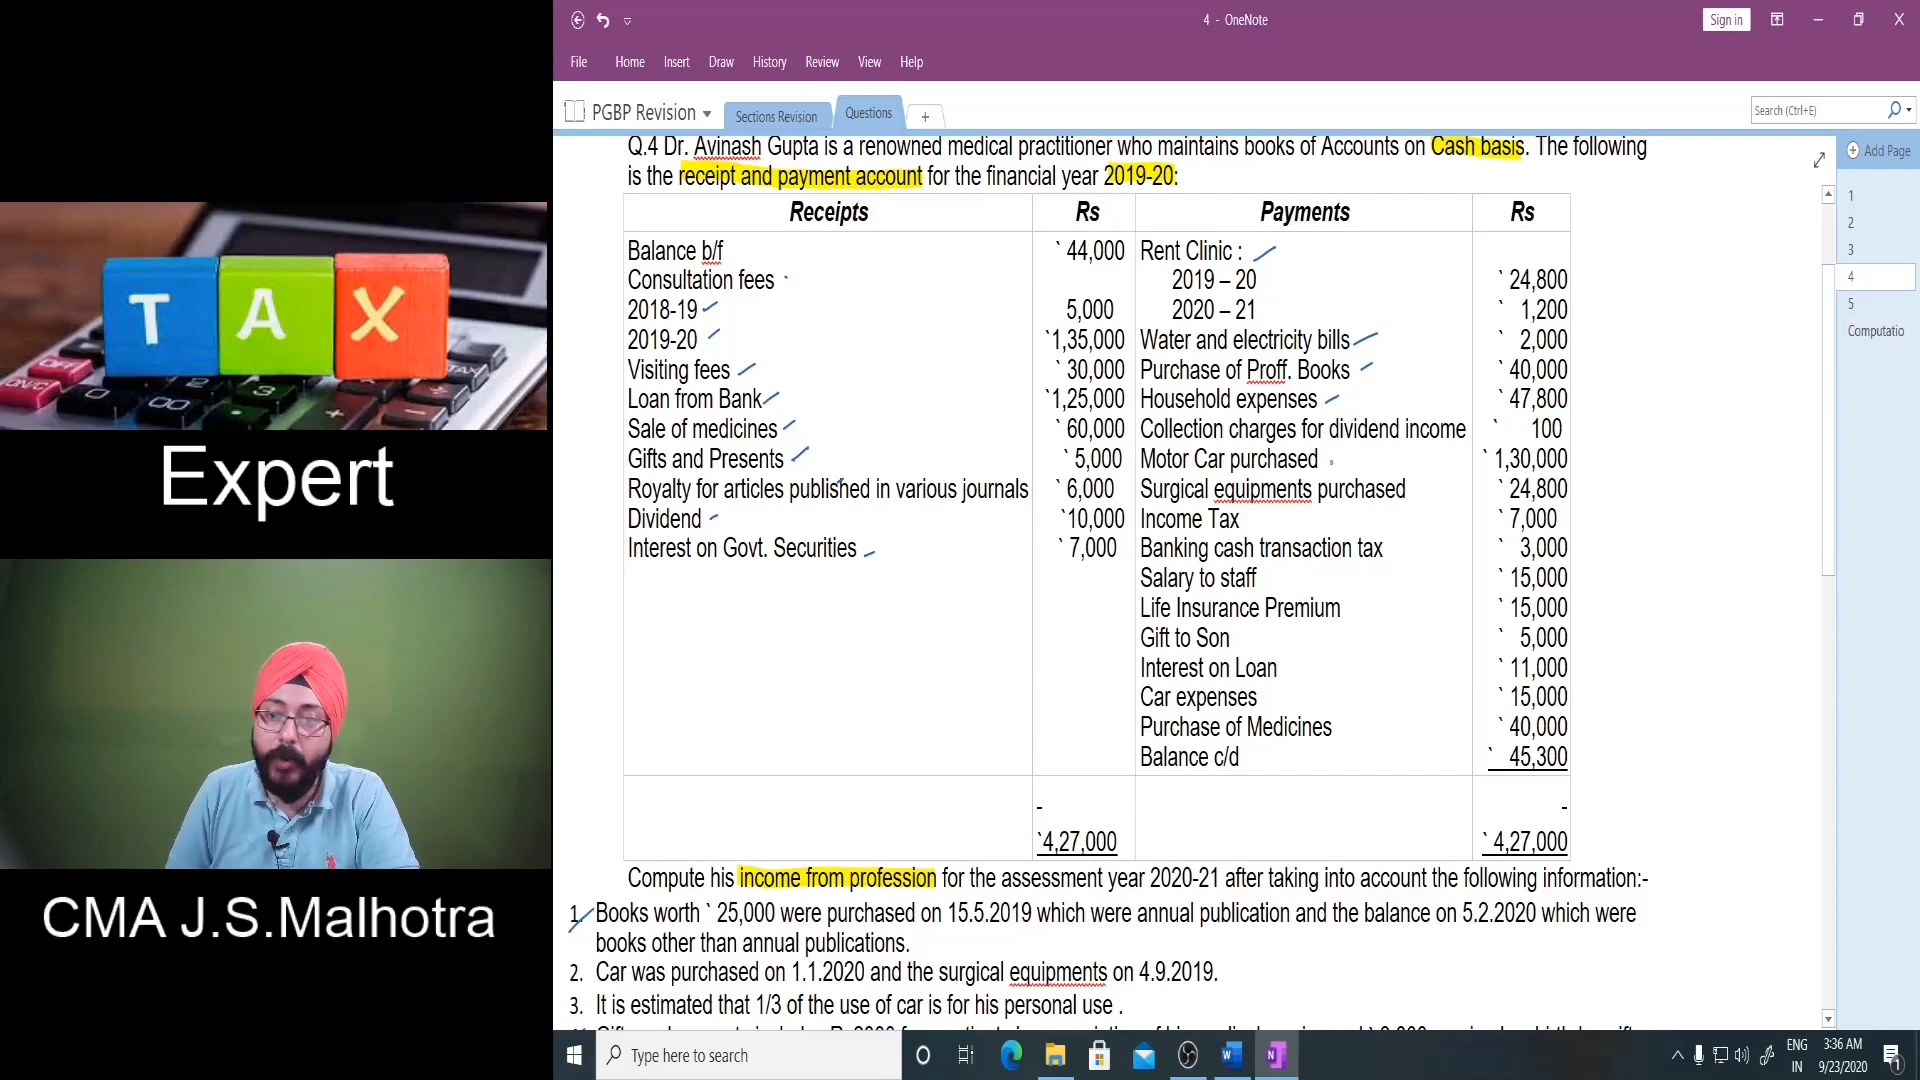 4 - OneNote
Sign in
File Home Insert Draw History Review View Help
PGBP Revision Sections Revision Questions +
Search (Ctrl+E)
Add Page
1
2
3
4
5
Computatio
Q.4 Dr. Avinash Gupta is a renowned medical practitioner who maintains books of Accounts on Cash basis. The following
is the receipt and payment account for the financial year 2019-20:
Receipts Rs Payments Rs
Balance b/f ` 44,000 Rent Clinic :
Consultation fees 2019 – 20 ` 24,800
2018-19 5,000 2020 – 21 ` 1,200
2019-20 `1,35,000 Water and electricity bills ` 2,000
Visiting fees ` 30,000 Purchase of Proff. Books ` 40,000
Loan from Bank `1,25,000 Household expenses ` 47,800
Sale of medicines ` 60,000 Collection charges for dividend income ` 100
Gifts and Presents ` 5,000 Motor Car purchased ` 1,30,000
Royalty for articles published in various journals ` 6,000 Surgical equipments purchased ` 24,800
Dividend `10,000 Income Tax ` 7,000
Interest on Govt. Securities ` 7,000 Banking cash transaction tax ` 3,000
Salary to staff ` 15,000
Life Insurance Premium ` 15,000
Gift to Son ` 5,000
Interest on Loan ` 11,000
Car expenses ` 15,000
Purchase of Medicines ` 40,000
Balance c/d ` 45,300
- -
`4,27,000 ` 4,27,000
Compute his income from profession for the assessment year 2020-21 after taking into account the following information:-
1. Books worth ` 25,000 were purchased on 15.5.2019 which were annual publication and the balance on 5.2.2020 which were
books other than annual publications.
2. Car was purchased on 1.1.2020 and the surgical equipments on 4.9.2019.
3. It is estimated that 1/3 of the use of car is for his personal use .
TAX
Expert
CMA J.S.Malhotra
Type here to search
ENG
IN
3:36 AM
9/23/2020
1